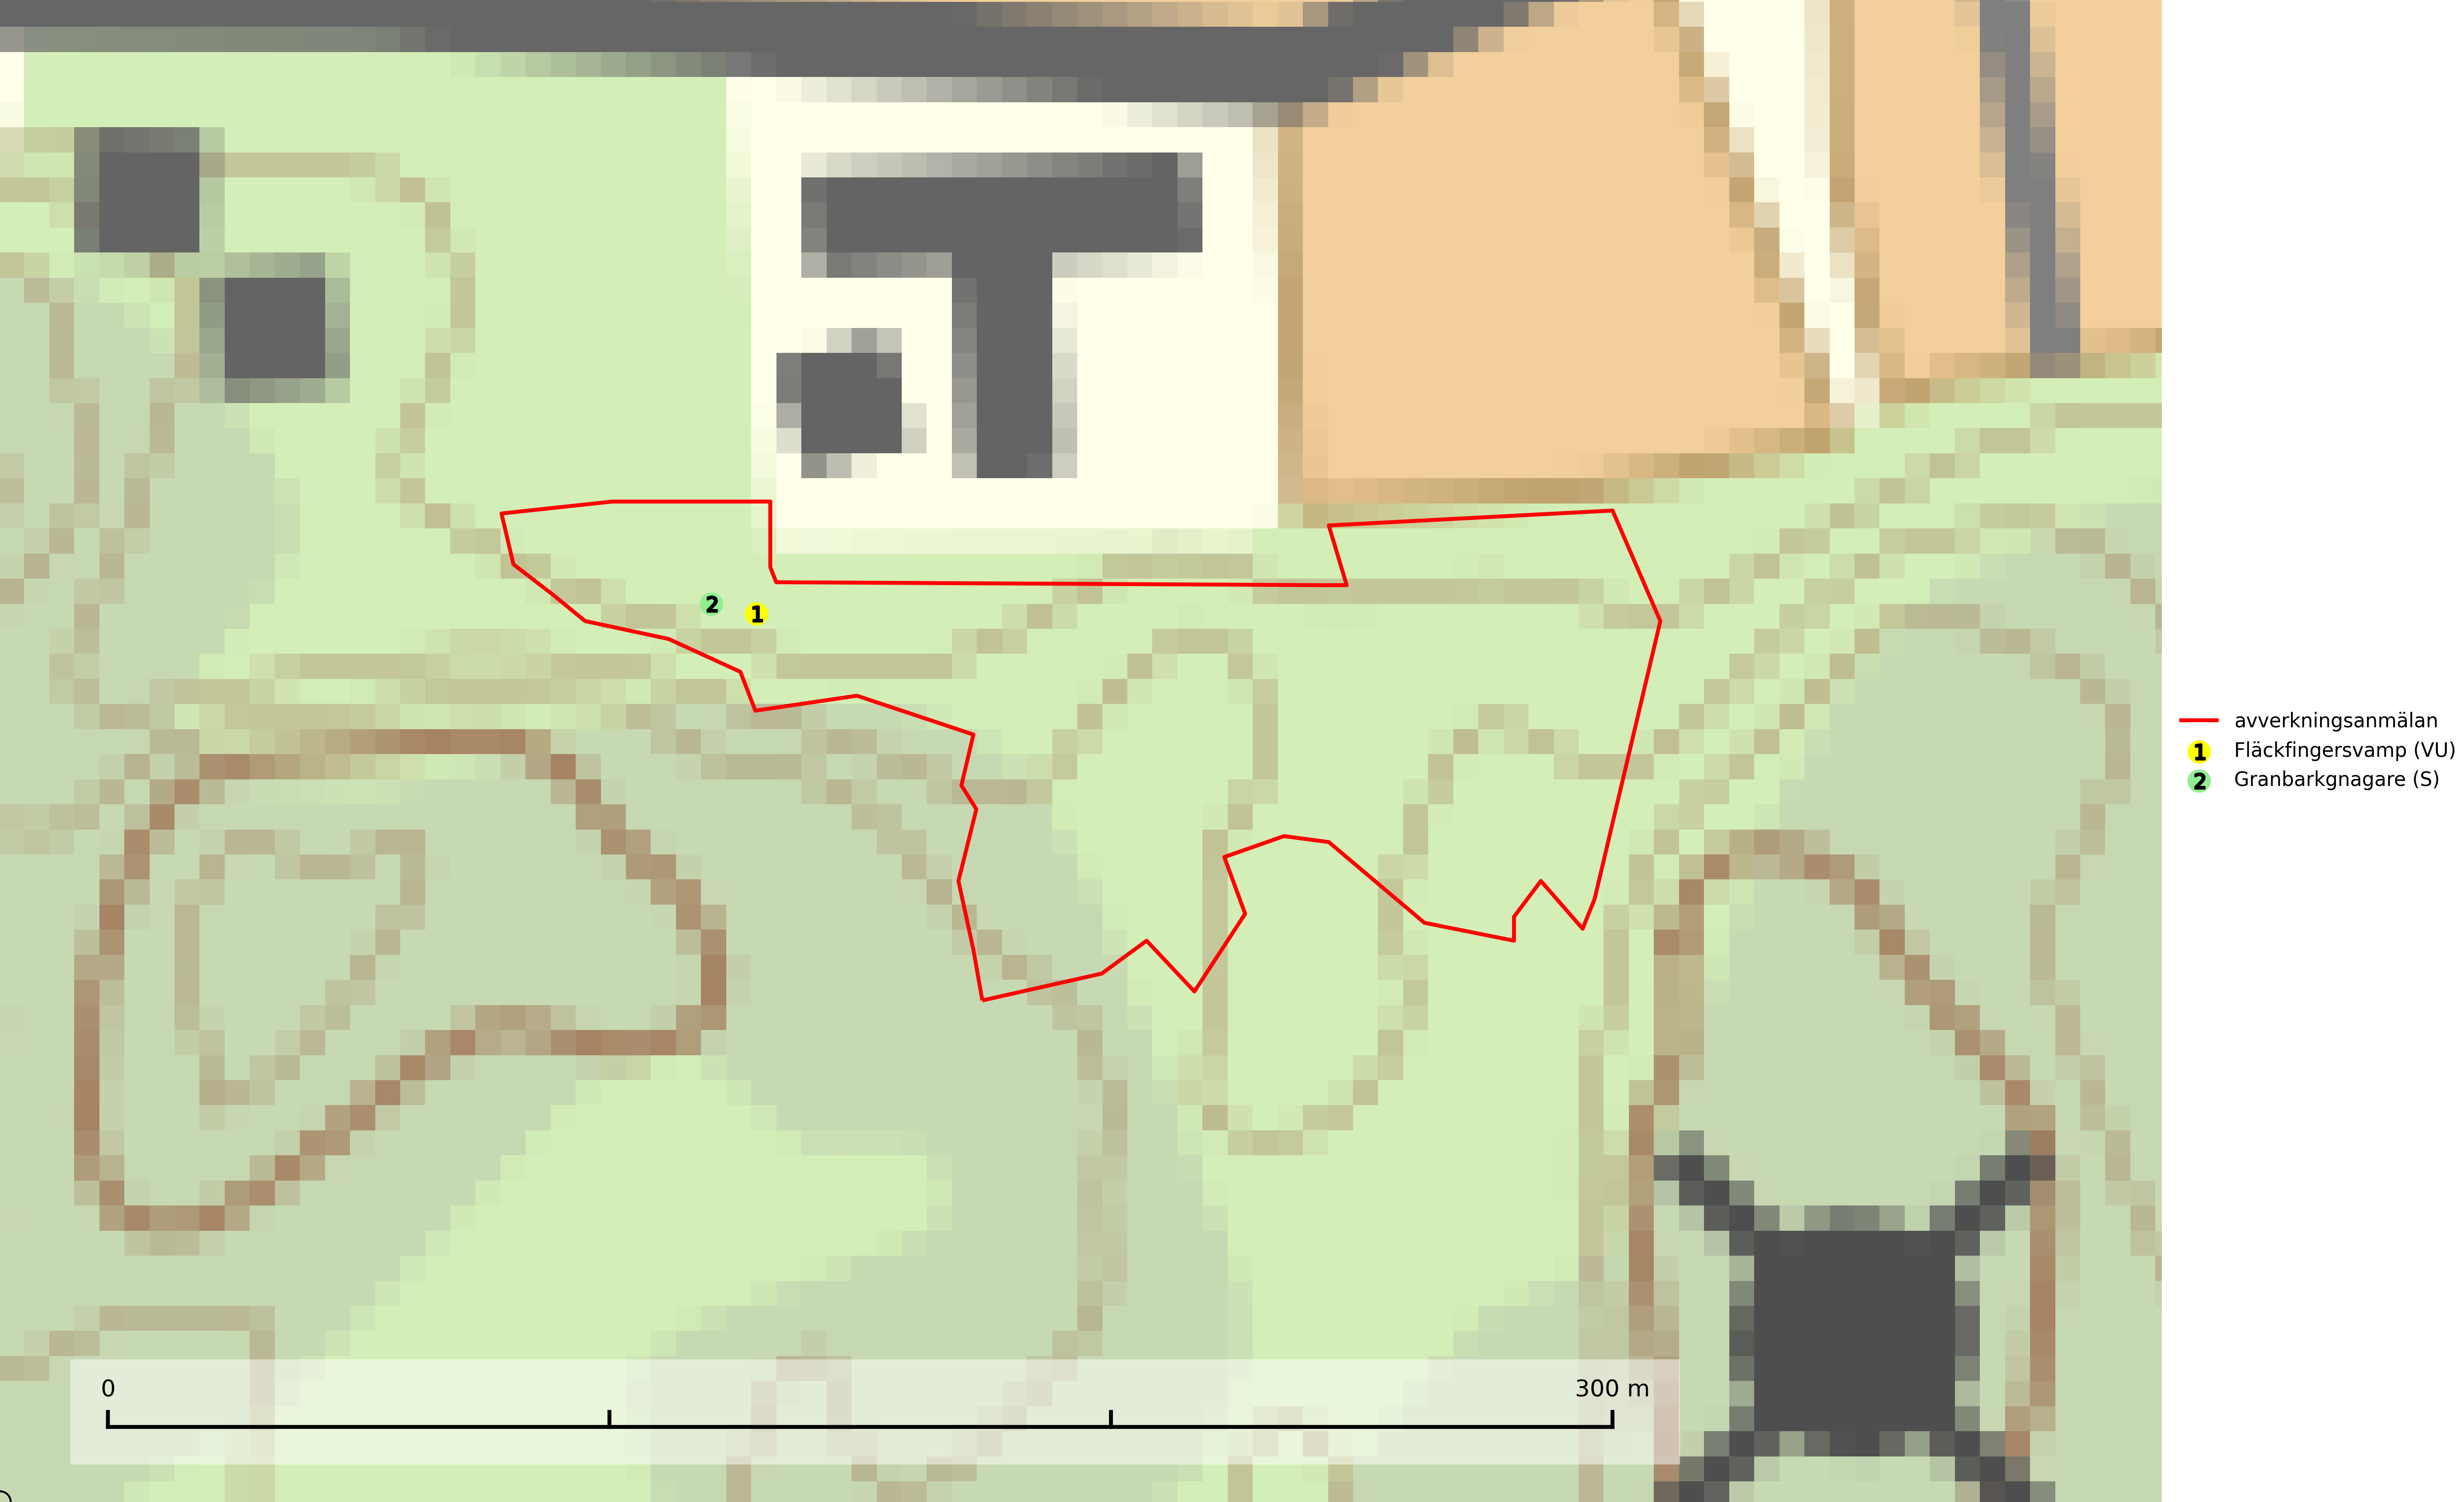 2
1
avverkningsanmälan
1 Fläckfingersvamp (VU)
2 Granbarkgnagare (S)
0 300 m